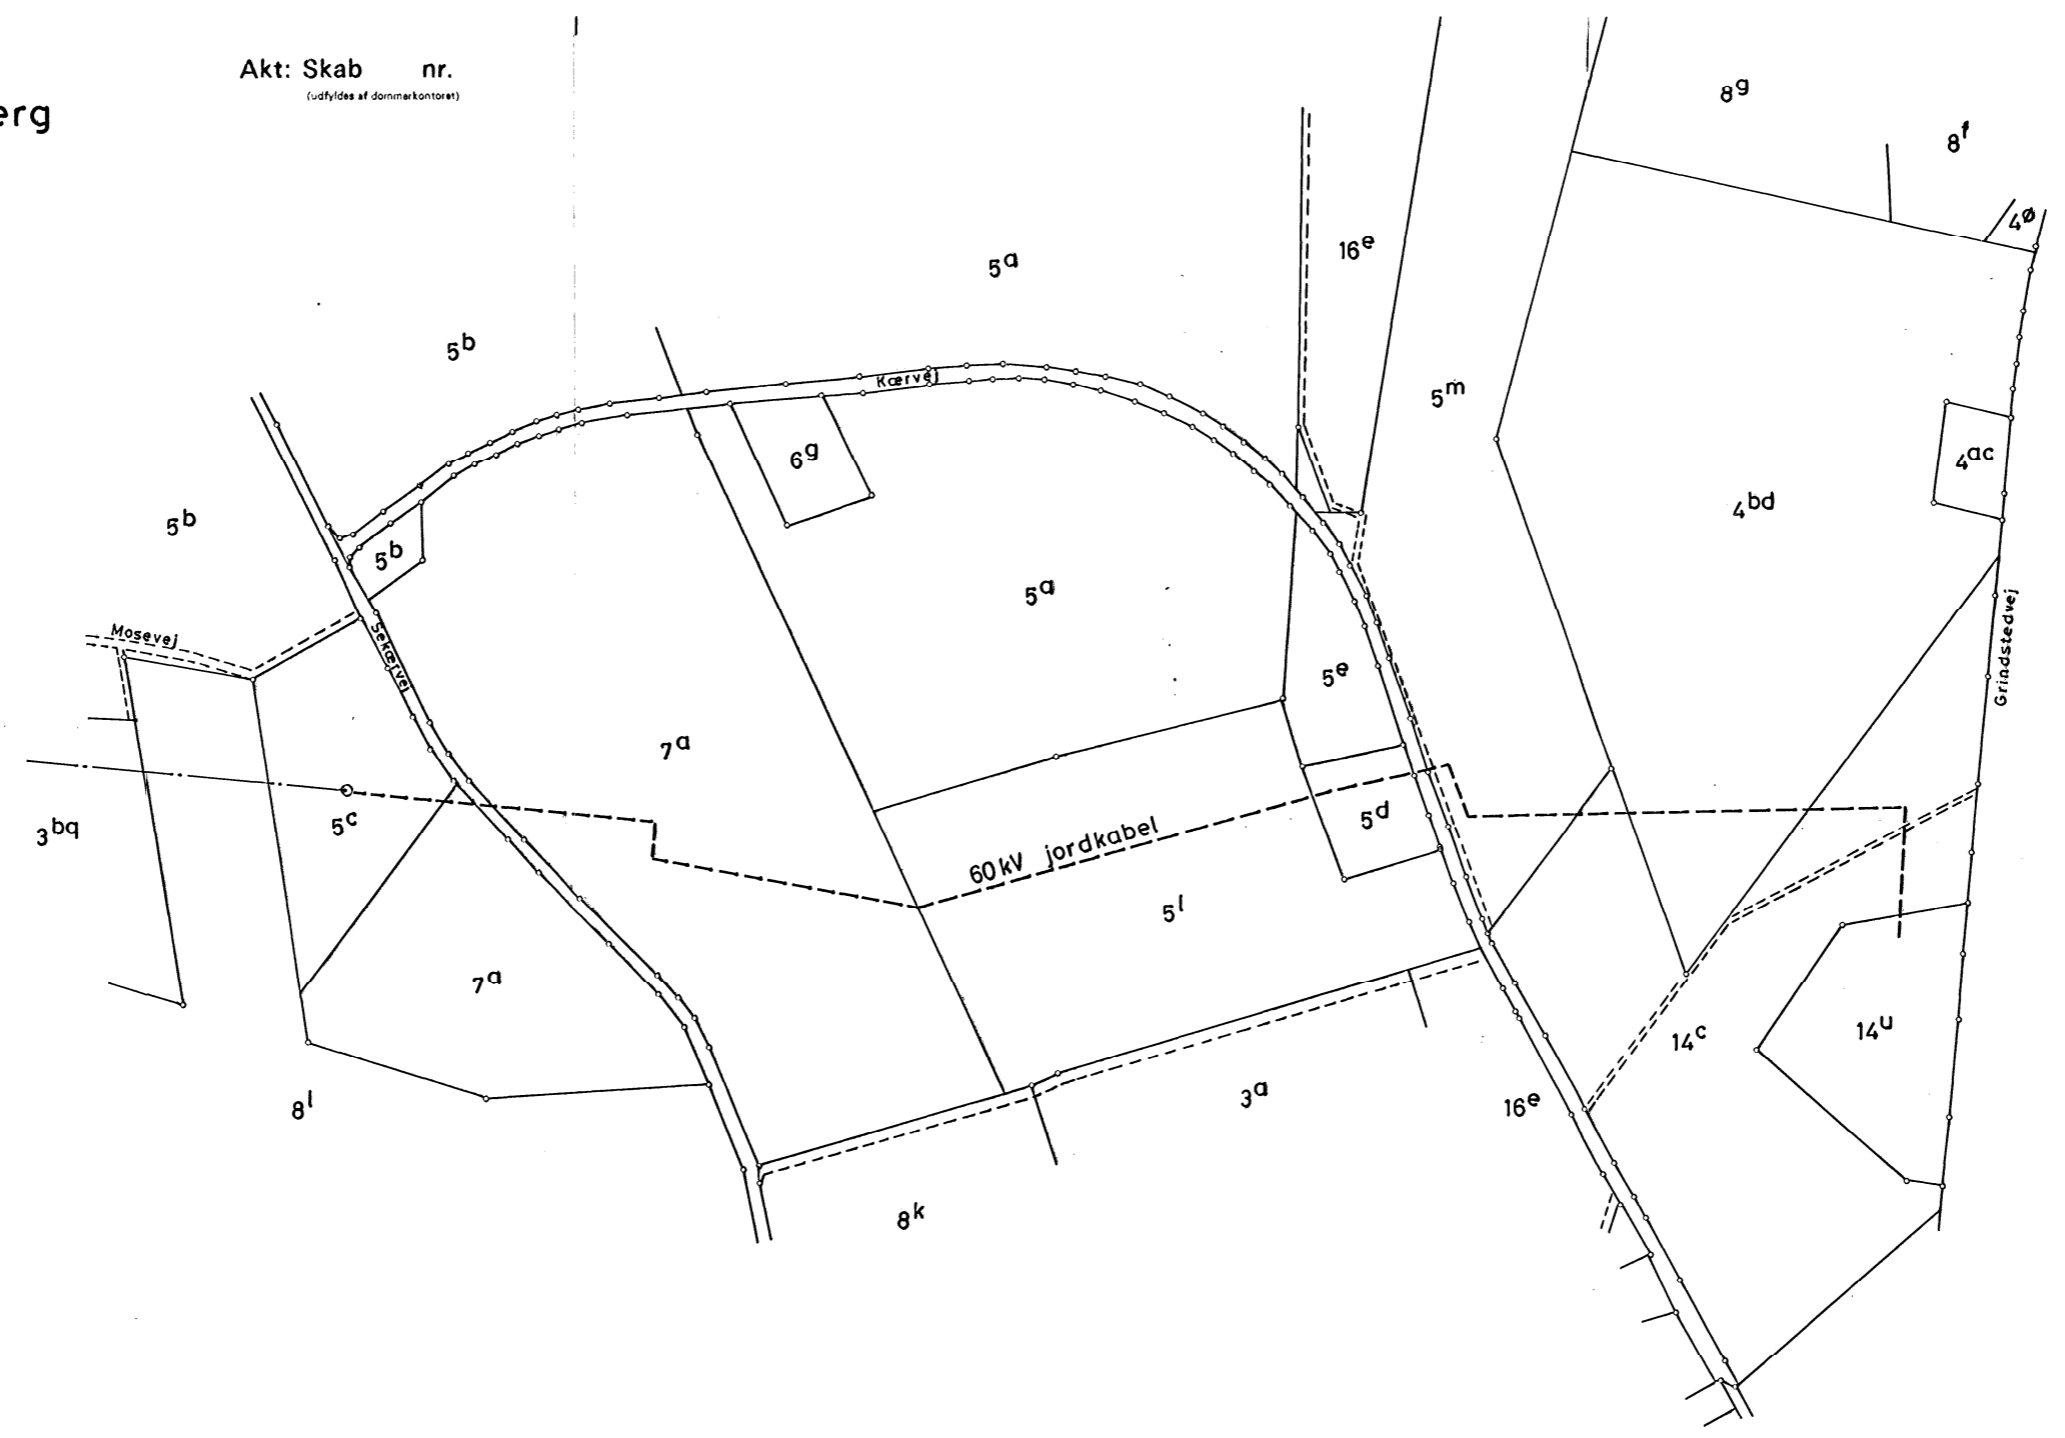 Akt: Skab nr.
(udfyldes af dommerkontoret)
erg
8g
8f
4ø
16e
5a
5b
Kærvej
5m
6g
4ac
4bd
5b
5b
5a
Mosevej
Sekærvej
Grindstedvej
5e
7a
3bq
5c
5d
60 kV jordkabel
5l
7a
14c
14u
8l
3a
16e
8k